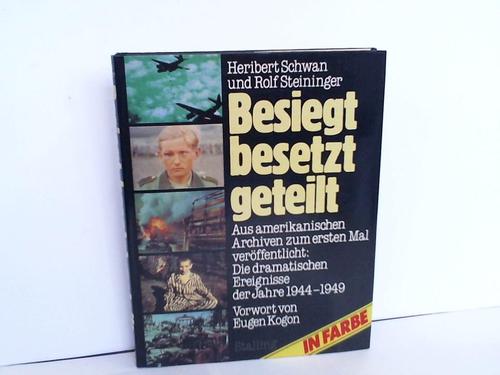 Heribert Schwan
und Rolf Steininger
Besiegt
besetzt
geteilt
Aus amerikanischen
Archiven zum ersten Mal
veröffentlicht:
Die dramatischen
Ereignisse
der Jahre 1944–1949
Vorwort von
Eugen Kogon
IN FARBE
Stalling